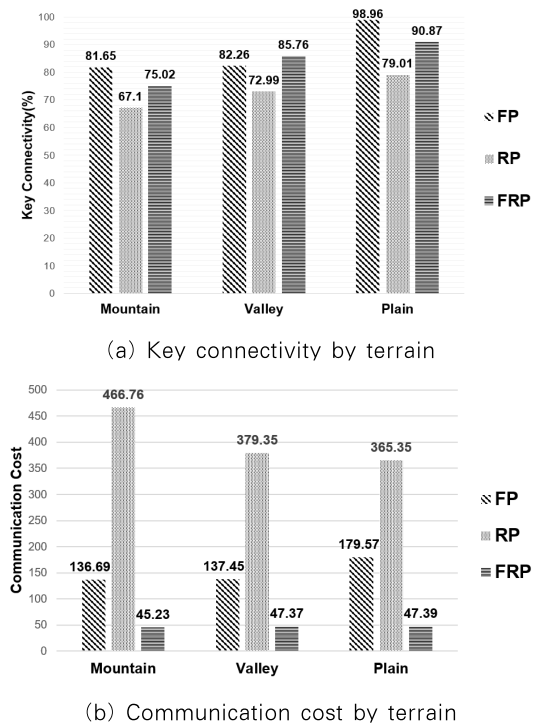 100
90
80
70
60
50
40
30
20
10
0
Key Connectivity(%)
81.65
67.1
75.02
82.26
72.99
85.76
98.96
79.01
90.87
Mountain
Valley
Plain
FP
RP
FRP
(a) Key connectivity by terrain
500
450
400
350
300
250
200
150
100
50
0
Communication Cost
136.69
466.76
45.23
137.45
379.35
47.37
179.57
365.35
47.39
Mountain
Valley
Plain
FP
RP
FRP
(b) Communication cost by terrain